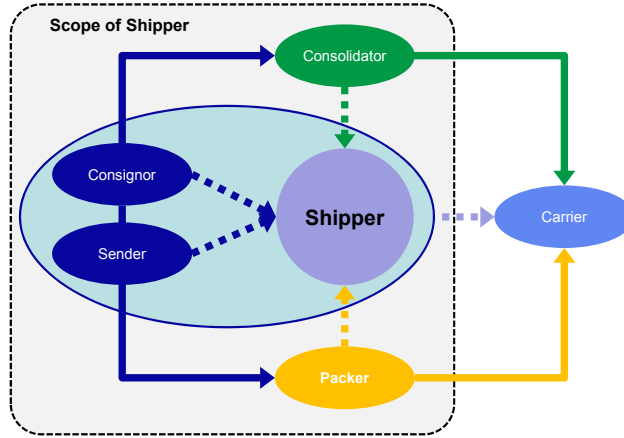 Scope of Shipper
Consolidator
Consignor
Shipper
Carrier
Sender
Packer